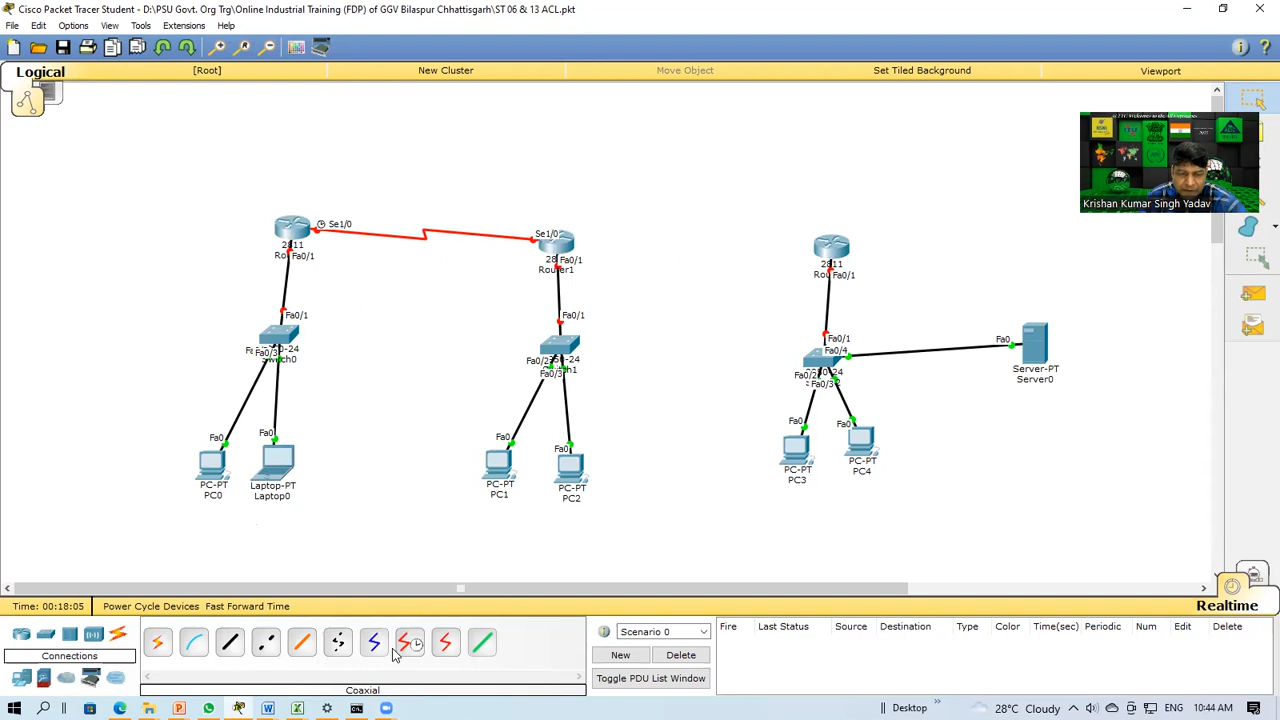 Cisco Packet Tracer Student - D:\PSU Govt. Org Trg\Online Industrial Training (FDP) of GGV Bilaspur Chhattisgarh\ST 06 & 13 ACL.pkt
File Edit Options View Tools Extensions Help
Logical [Root] New Cluster Move Object Set Tiled Background Viewport
Krishan Kumar Singh Yadav
Se1/0
Se1/0
2811
Fa0/1
Fa0/1
Router1
2811
Fa0/1
Fa0/1
Fa0/1
Fa0/1
Fa0/3
Fa0/2
Fa0/3
Fa0/4
Fa0/2
Fa0/3
Fa0
Server-PT
Server0
Fa0
Fa0
Fa0
Fa0
Fa0
Fa0
PC-PT
PC0
Laptop-PT
Laptop0
PC-PT
PC1
PC-PT
PC2
PC-PT
PC3
PC-PT
PC4
Time: 00:18:05 Power Cycle Devices Fast Forward Time
Realtime
Connections
Coaxial
Scenario 0
New Delete
Toggle PDU List Window
Fire Last Status Source Destination Type Color Time(sec) Periodic Num Edit Delete
Desktop 28°C Cloudy ENG 10:44 AM